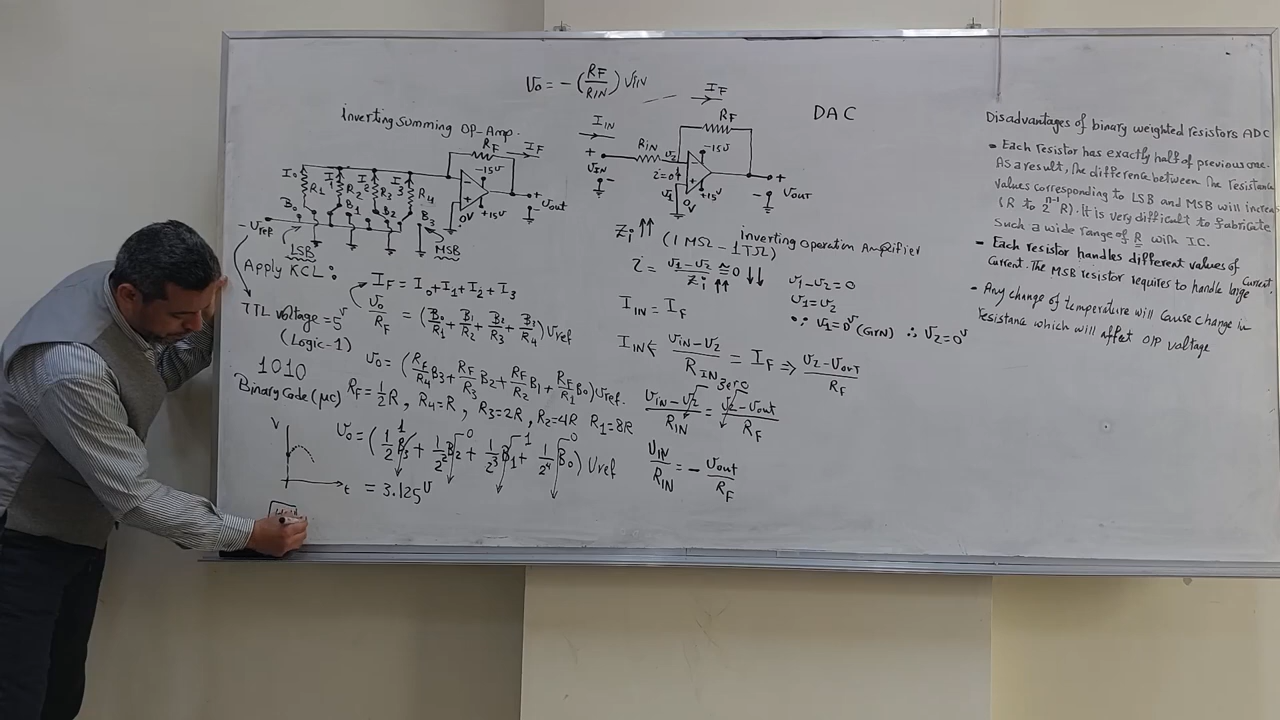 V₀ = - (RF/RIN) VIN
Inverting Summing OP-Amp.
RF
IF
I₀
I₁
I₂
I₃
R₁
R₂
R₃
R₄
-15V
+15V
0V
+
Vout
-
B₀
B₁
B₂
B₃
-Vref
LSB
MSB
Apply KCL:
IF = I₀+I₁+I₂+I₃
TTL voltage = 5V
(Logic-1)
V₀/RF = (B₀/R₁ + B₁/R₂ + B₂/R₃ + B₃/R₄) Vref
1010
Binary Code (μc)
V₀ = (RF/R₄ B₃ + RF/R₃ B₂ + RF/R₂ B₁ + RF/R₁ B₀) Vref.
RF = 1/2 R, R₄=R, R₃=2R, R₂=4R R₁=8R
1 0 1 0
V₀ = (1/2 B₃ + 1/2² B₂ + 1/2³ B₁ + 1/2⁴ B₀) Vref
= 3.125V
V
t
IF
RF
IIN
RIN
V₂
-15V
+
VIN
-
i=0
V₁
+15V
0V
+
Vout
-
Zi ↑↑
(1 MΩ - 1TΩ)
Inverting Operation Amplifier
i = V₁-V₂/Zi ↑↑ ≅ 0 ↓↓
V₁-V₂=0
V₁=V₂
IIN = IF
∵ V₁=0V (GRN) ∴ V₂=0V
IIN ← VIN-V₂/RIN = IF ⇒ V₂-Vout/RF
zero
VIN-V₂/RIN = V₂-Vout/RF
VIN/RIN = - Vout/RF
DAC
Disadvantages of binary weighted resistors ADC
• Each resistor has exactly half of previous one.
As a result, The difference between The Resistance
values corresponding to LSB and MSB will increase
(R to 2ⁿ⁻¹R). It is very difficult to fabricate
Such a wide range of R with IC.
- Each resistor handles different values of
Current. The MSB resistor requires to handle large Current.
- Any change of temperature will cause change in
resistance which will affect O/P voltage